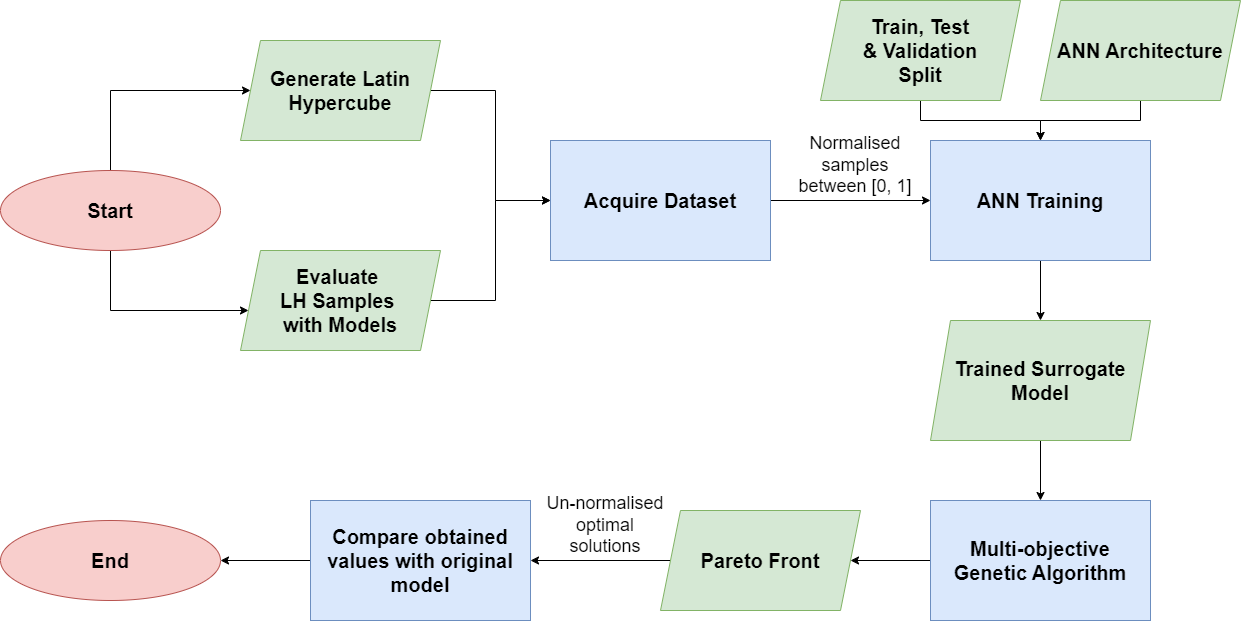 Train, Test
& Validation
Split
ANN Architecture
Generate Latin
Hypercube
Start
Evaluate
LH Samples
with Models
Acquire Dataset
Normalised
samples
between [0, 1]
ANN Training
Trained Surrogate
Model
Multi-objective
Genetic Algorithm
Pareto Front
Un-normalised
optimal
solutions
Compare obtained
values with original
model
End